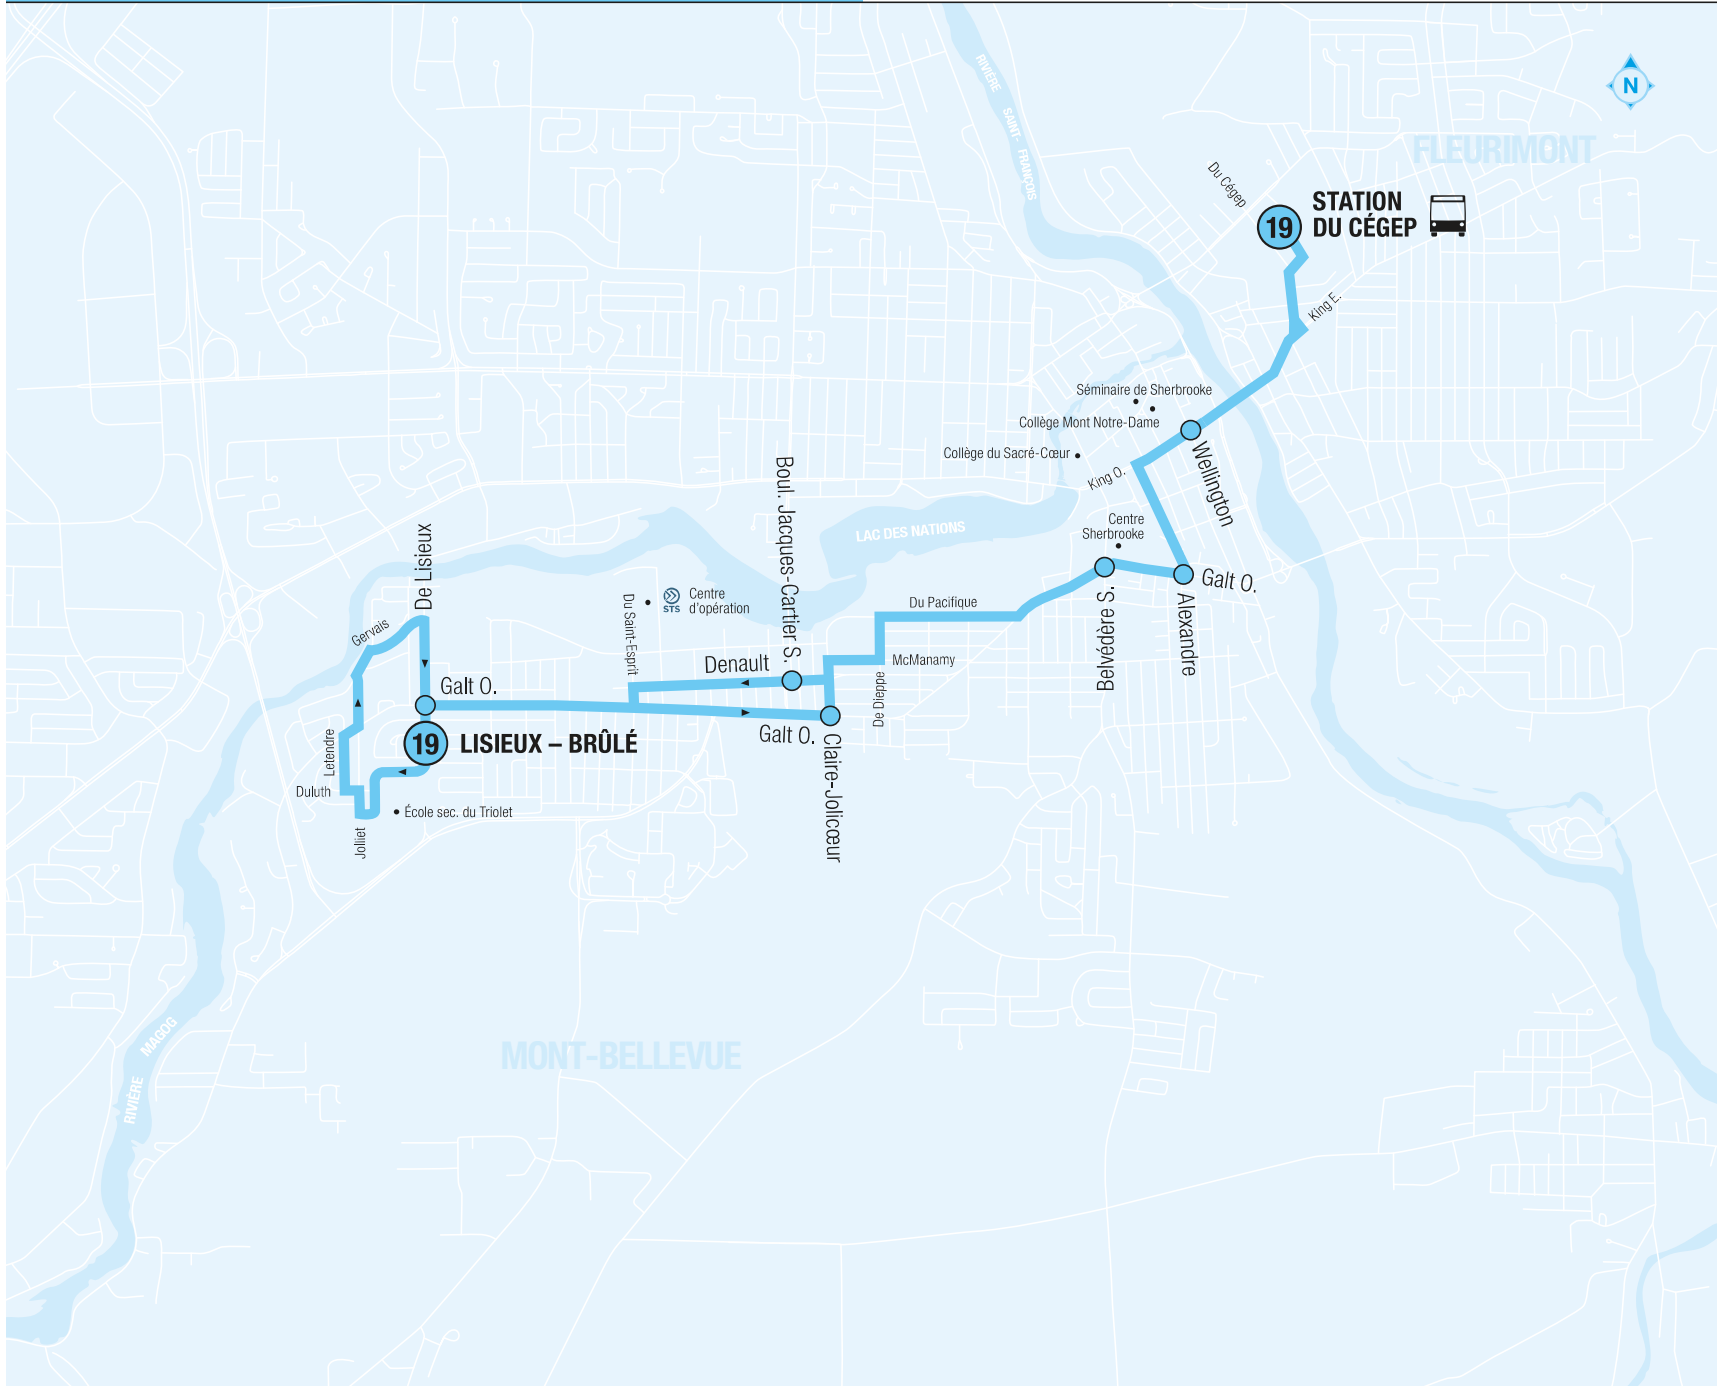 N
FLEURIMONT
RIVIÈRE SAINT-FRANÇOIS
Du Cégep
19
STATION
DU CÉGEP
King E.
Séminaire de Sherbrooke
Collège Mont Notre-Dame
Collège du Sacré-Cœur
King O.
Wellington
Centre
Sherbrooke
LAC DES NATIONS
Boul. Jacques-Cartier S.
De Lisieux
Galt O.
Alexandre
Belvédère S.
Du Pacifique
STS
Centre
d'opération
Du Saint-Esprit
Gervais
Denault
McManamy
De Dieppe
Galt O.
Galt O.
Claire-Jolicœur
19
LISIEUX – BRÛLÉ
Letendre
Duluth
École sec. du Triolet
Jolliet
MONT-BELLEVUE
RIVIÈRE MAGOG